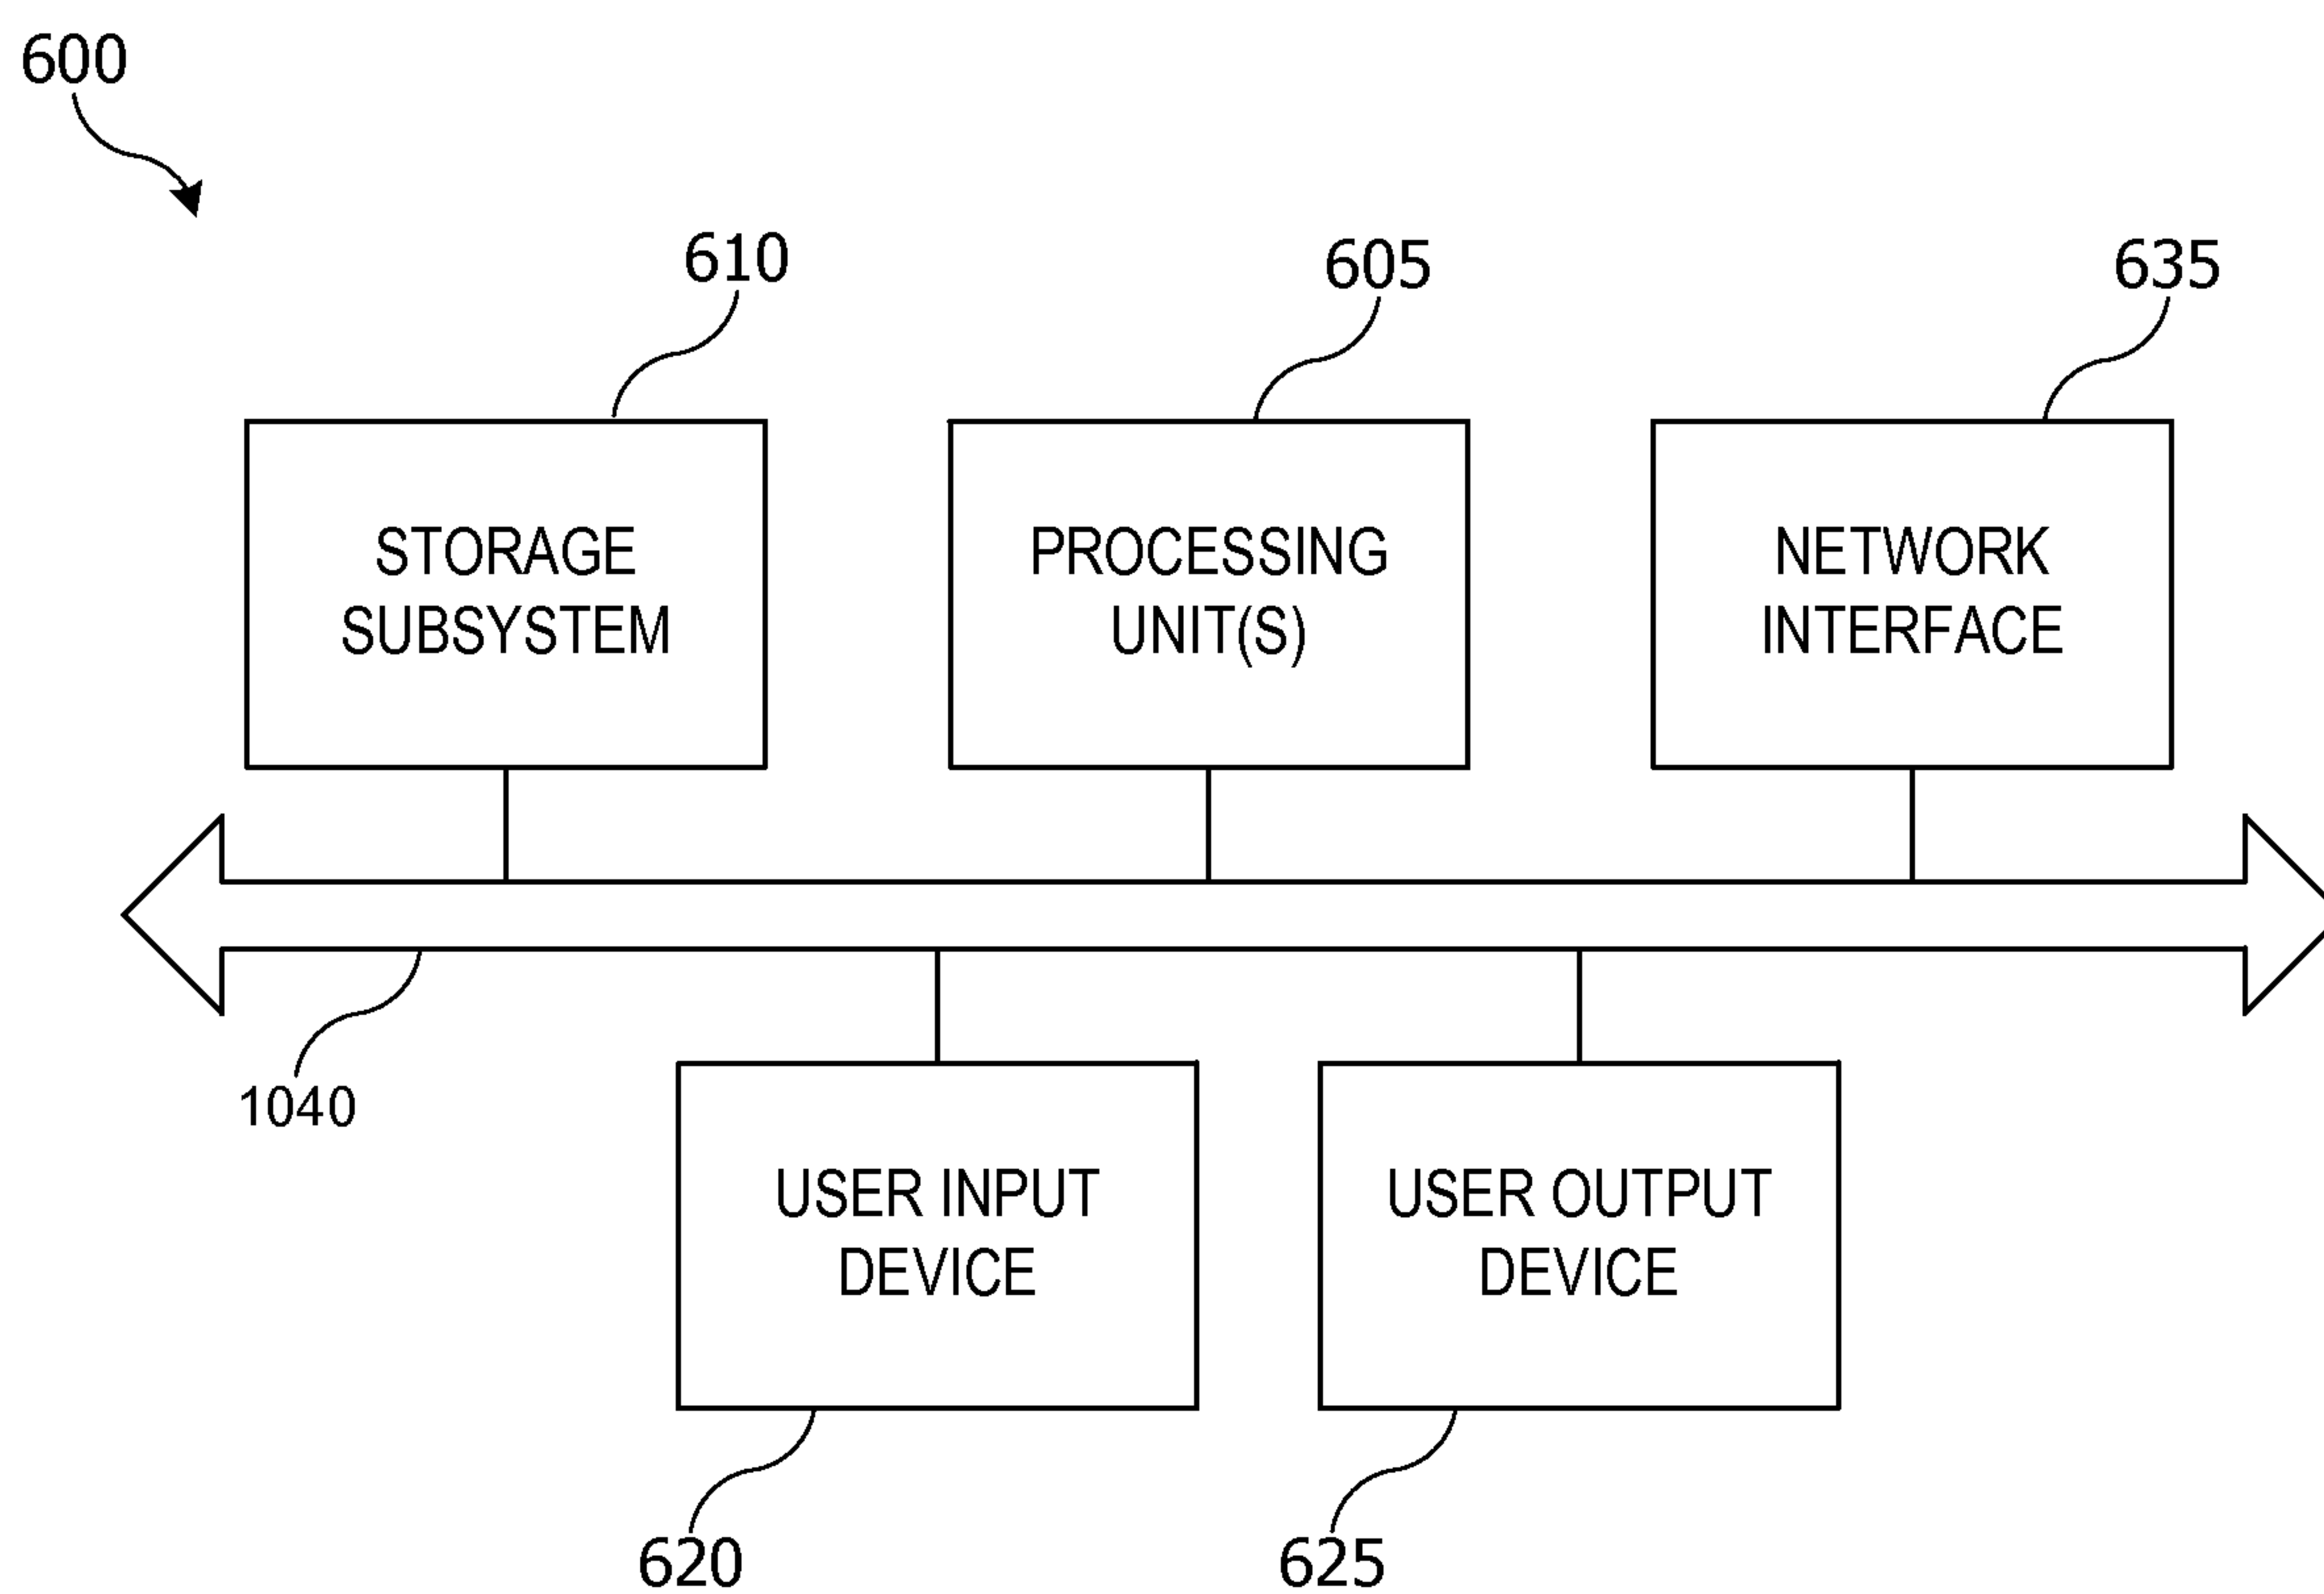 600
610
605
635
STORAGE
SUBSYSTEM
PROCESSING
UNIT(S)
NETWORK
INTERFACE
1040
USER INPUT
DEVICE
USER OUTPUT
DEVICE
620
625